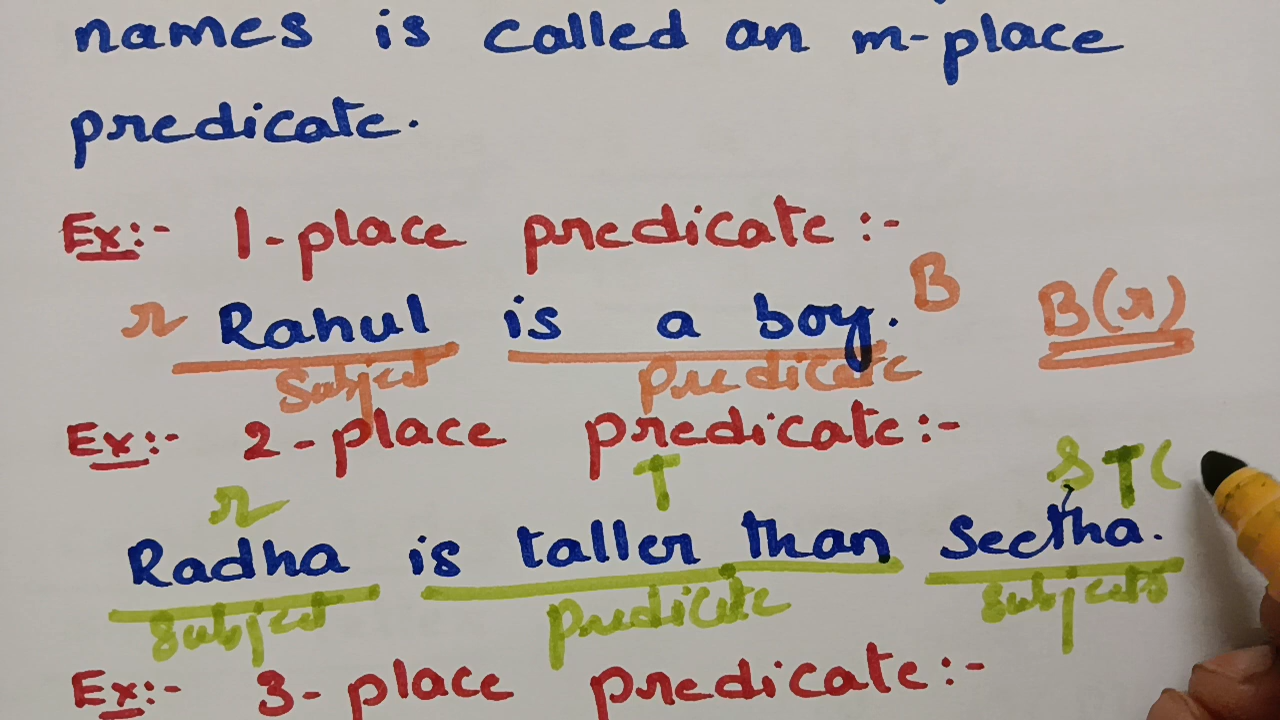 names is called an m-place
predicate.
Ex:- 1-place predicate :-
r Rahul is a boy. B B(r)
Subject Predicate
Ex:- 2-place predicate:-
r T s T(
Radha is taller than Seetha.
Subject Predicate Subjects
Ex:- 3-place predicate:-